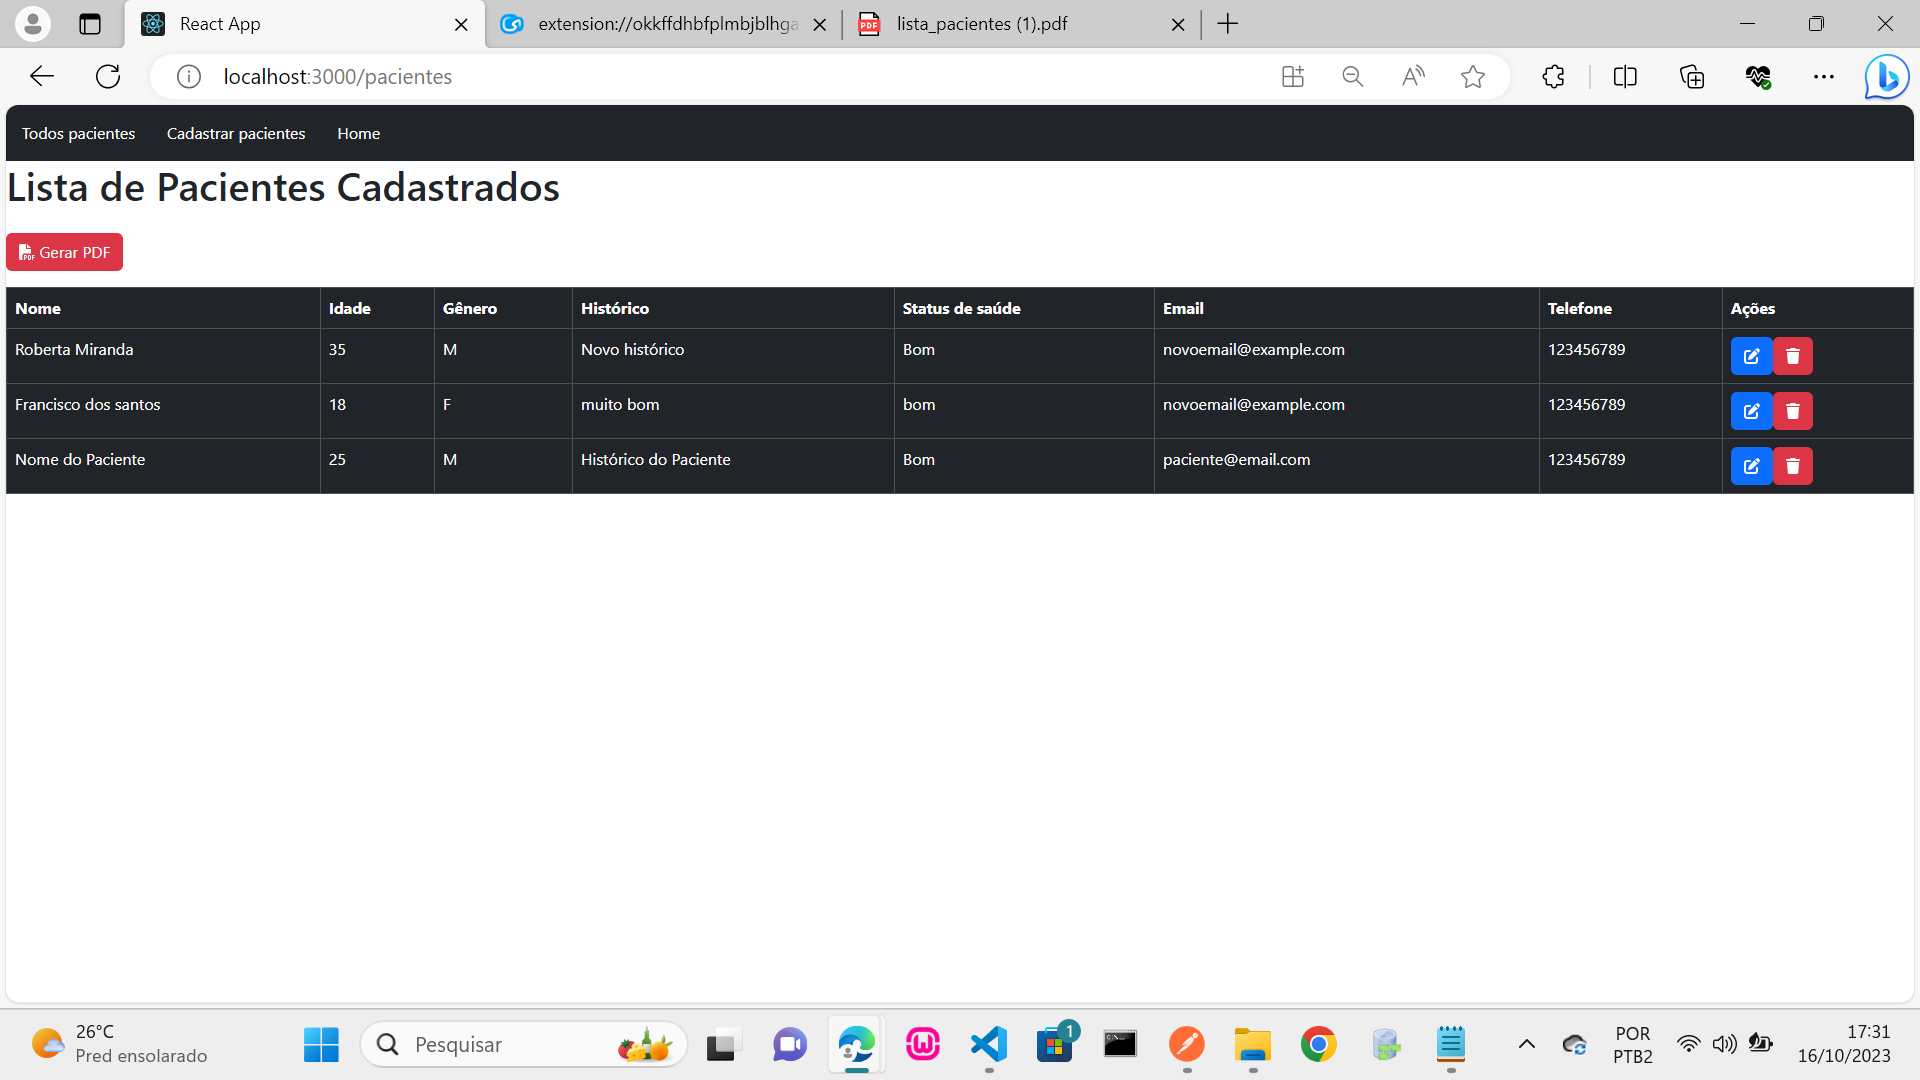 React App
extension://okkffdhbfplmbjblhga
lista_pacientes (1).pdf
localhost:3000/pacientes
Todos pacientes Cadastrar pacientes Home
Lista de Pacientes Cadastrados
Gerar PDF
Nome Idade Gênero Histórico Status de saúde Email Telefone Ações
Roberta Miranda 35 M Novo histórico Bom novoemail@example.com 123456789
Francisco dos santos 18 F muito bom bom novoemail@example.com 123456789
Nome do Paciente 25 M Histórico do Paciente Bom paciente@email.com 123456789
26°C
Pred ensolarado
Pesquisar
1
POR
PTB2
17:31
16/10/2023